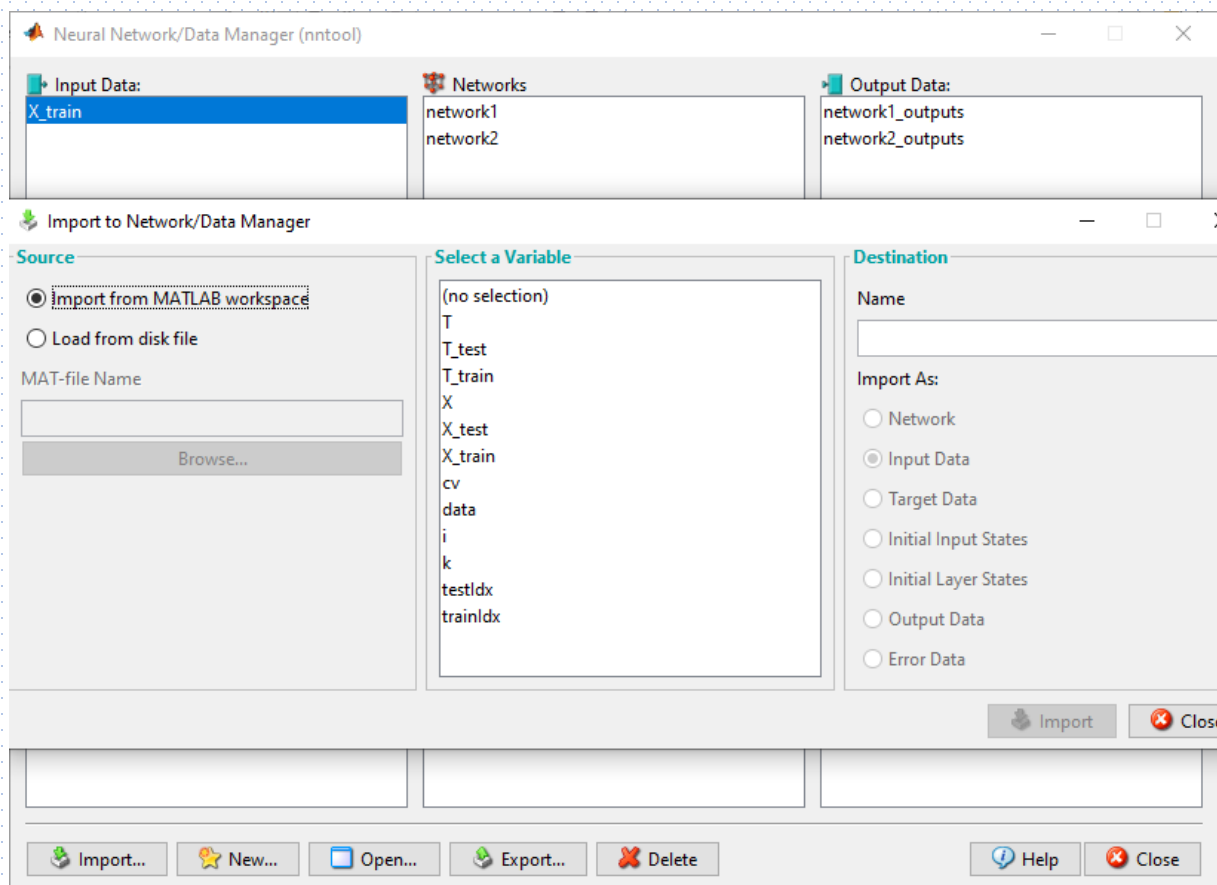 Neural Network/Data Manager (nntool)
Input Data:
X_train
Networks
network1
network2
Output Data:
network1_outputs
network2_outputs
Import to Network/Data Manager
Source
Import from MATLAB workspace
Load from disk file
MAT-file Name
Browse...
Select a Variable
(no selection)
T
T_test
T_train
X
X_test
X_train
cv
data
i
k
testIdx
trainIdx
Destination
Name
Import As:
Network
Input Data
Target Data
Initial Input States
Initial Layer States
Output Data
Error Data
Import
Close
Import...
New...
Open...
Export...
Delete
Help
Close